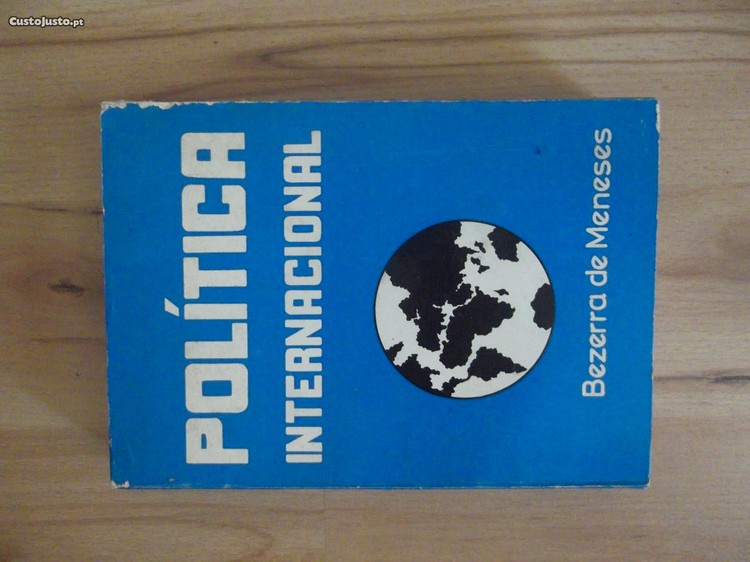 CustoJusto.pt
POLÍTICA
INTERNACIONAL
Bezerra de Meneses